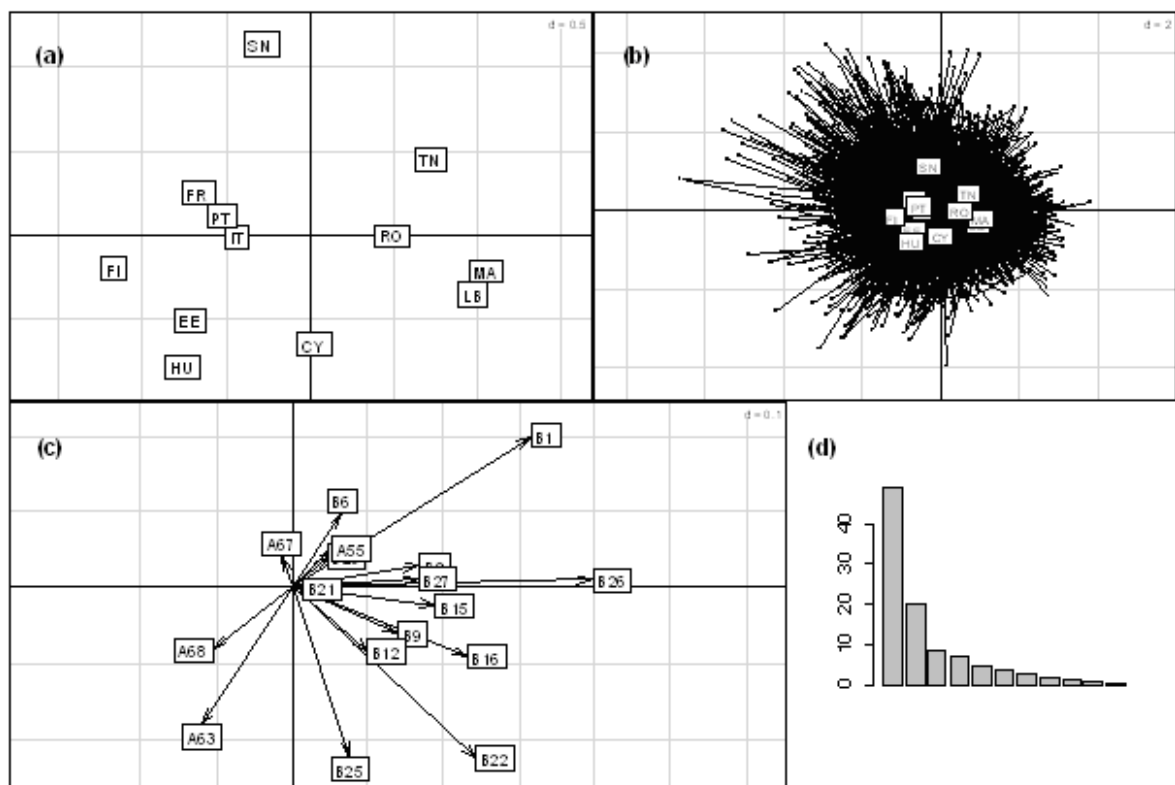 (a)
d = 0.5
SN
TN
FR
PT
IT
RO
FI
MA
LB
EE
CY
HU
(b)
d = 2
SN
TN
PT
RO
MA
FI
CY
HU
(c)
d = 0.1
B1
B6
A67
A55
B27
B26
B21
B15
B9
B12
B16
A68
A63
B25
B22
(d)
40
30
20
10
0